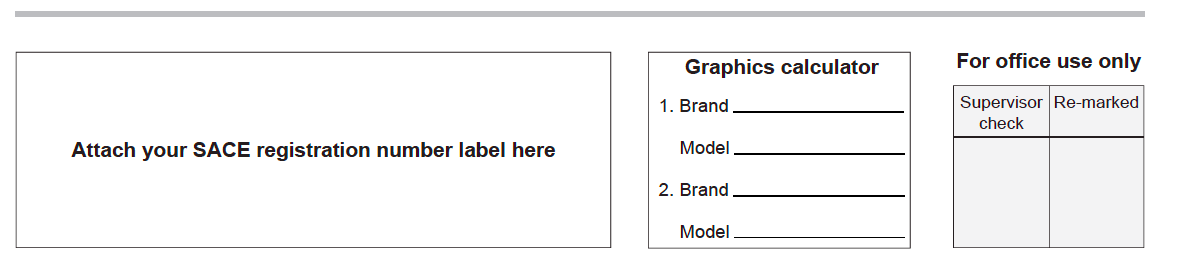 Attach your SACE registration number label here
Graphics calculator
1. Brand
Model
2. Brand
Model
For office use only
Supervisor check
Re-marked